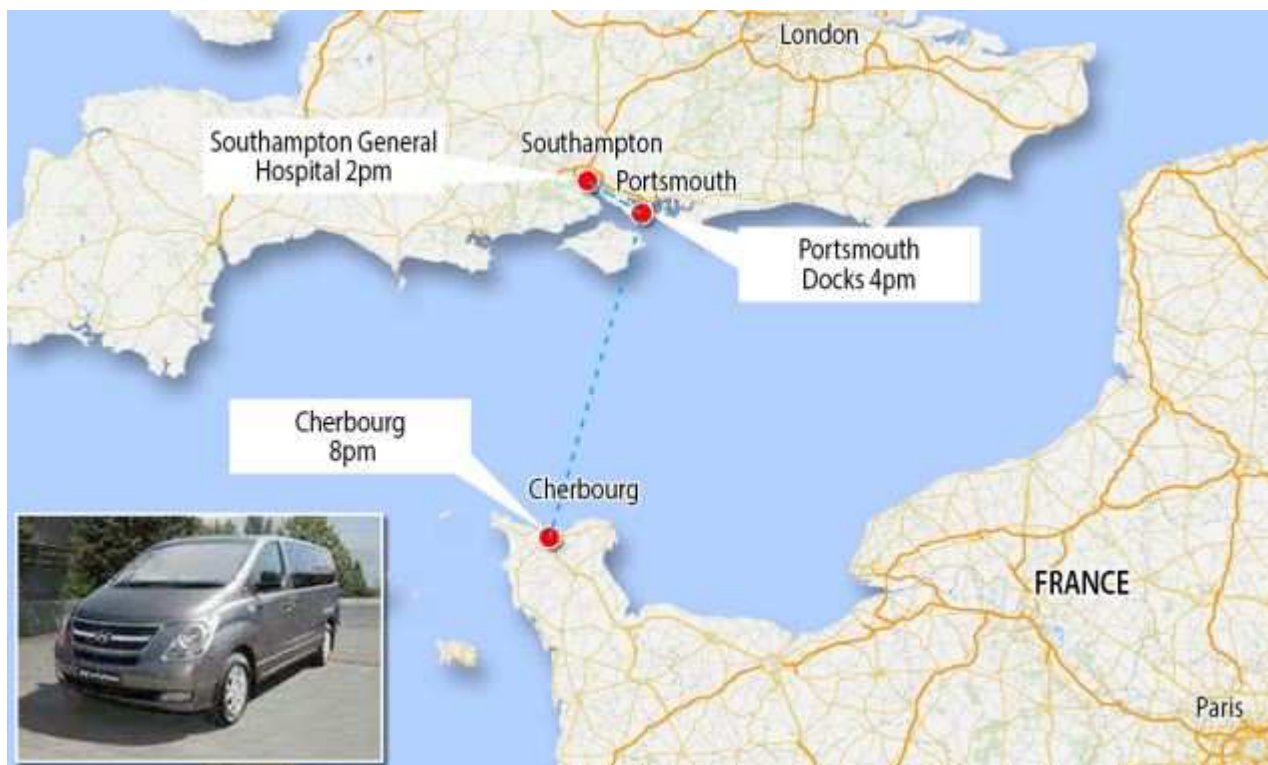 London
Southampton General
Hospital 2pm
Southampton
Portsmouth
Portsmouth
Docks 4pm
Cherbourg
8pm
Cherbourg
FRANCE
Paris